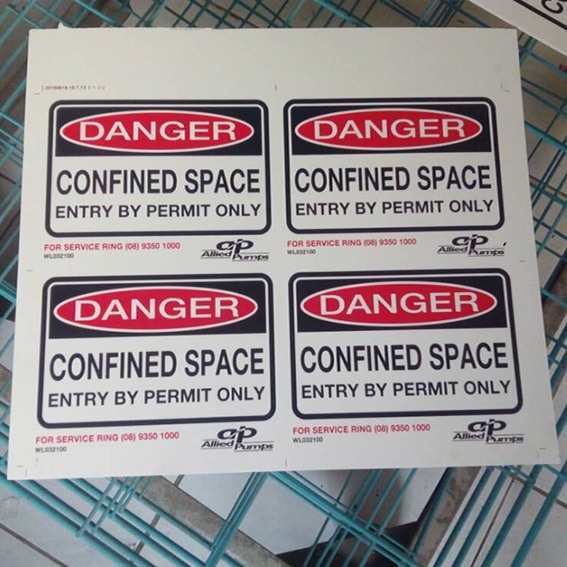 DANGER
CONFINED SPACE
ENTRY BY PERMIT ONLY
FOR SERVICE RING (08) 9350 1000
WL032100
Allied Pumps
DANGER
CONFINED SPACE
ENTRY BY PERMIT ONLY
FOR SERVICE RING (08) 9350 1000
WL032100
Allied Pumps
DANGER
CONFINED SPACE
ENTRY BY PERMIT ONLY
FOR SERVICE RING (08) 9350 1000
WL032100
Allied Pumps
DANGER
CONFINED SPACE
ENTRY BY PERMIT ONLY
FOR SERVICE RING (08) 9350 1000
WL032100
Allied Pumps